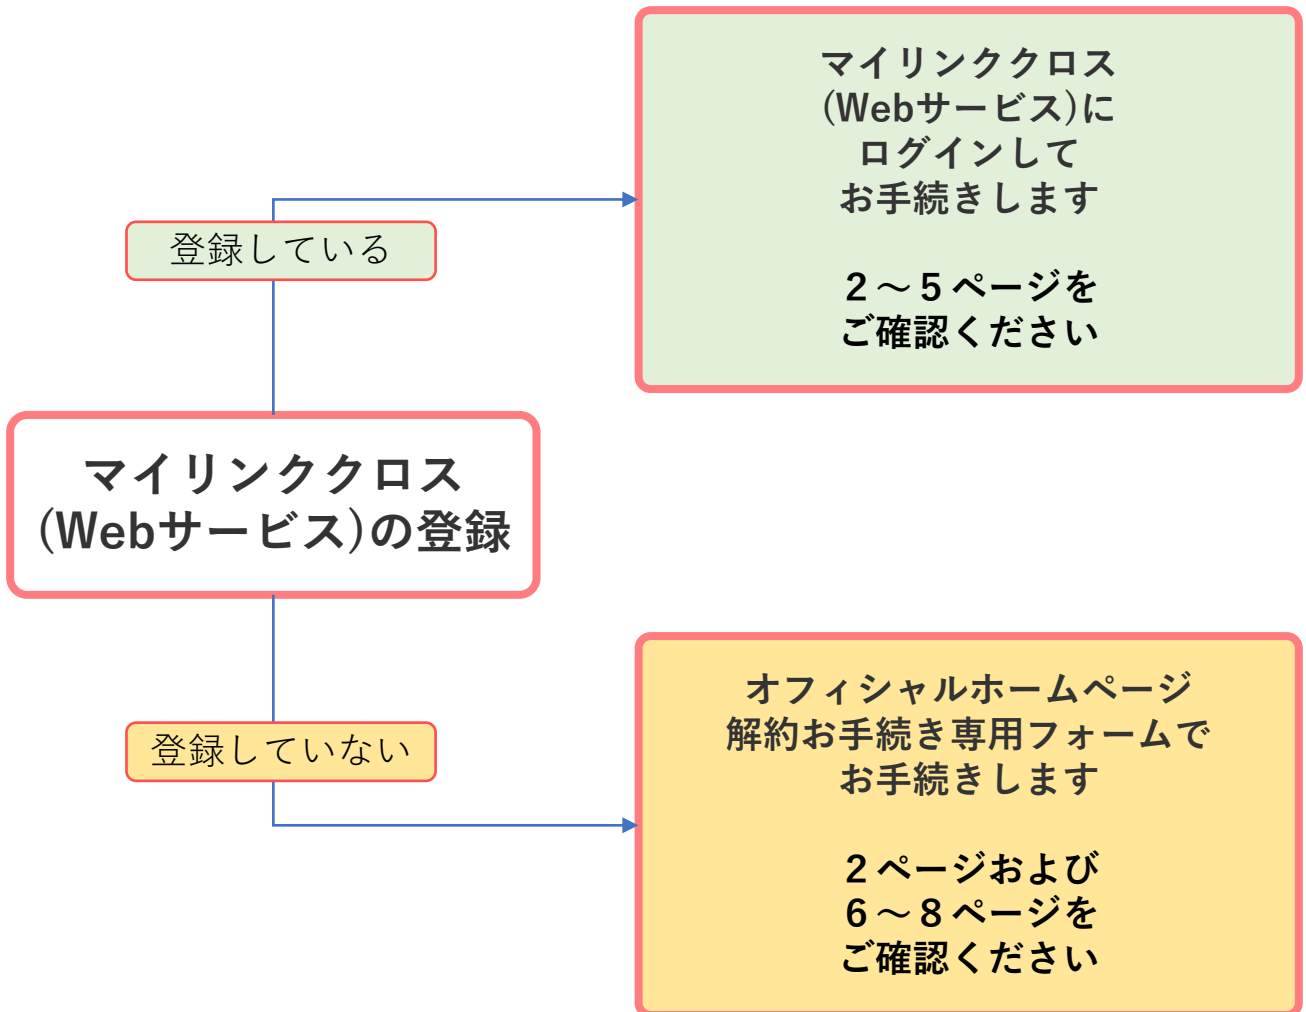 マイリンククロス
(Webサービス)に
ログインして
お手続きします
2～5ページを
ご確認ください
登録している
マイリンククロス
(Webサービス)の登録
登録していない
オフィシャルホームページ
解約お手続き専用フォームで
お手続きします
2ページおよび
6～8ページを
ご確認ください